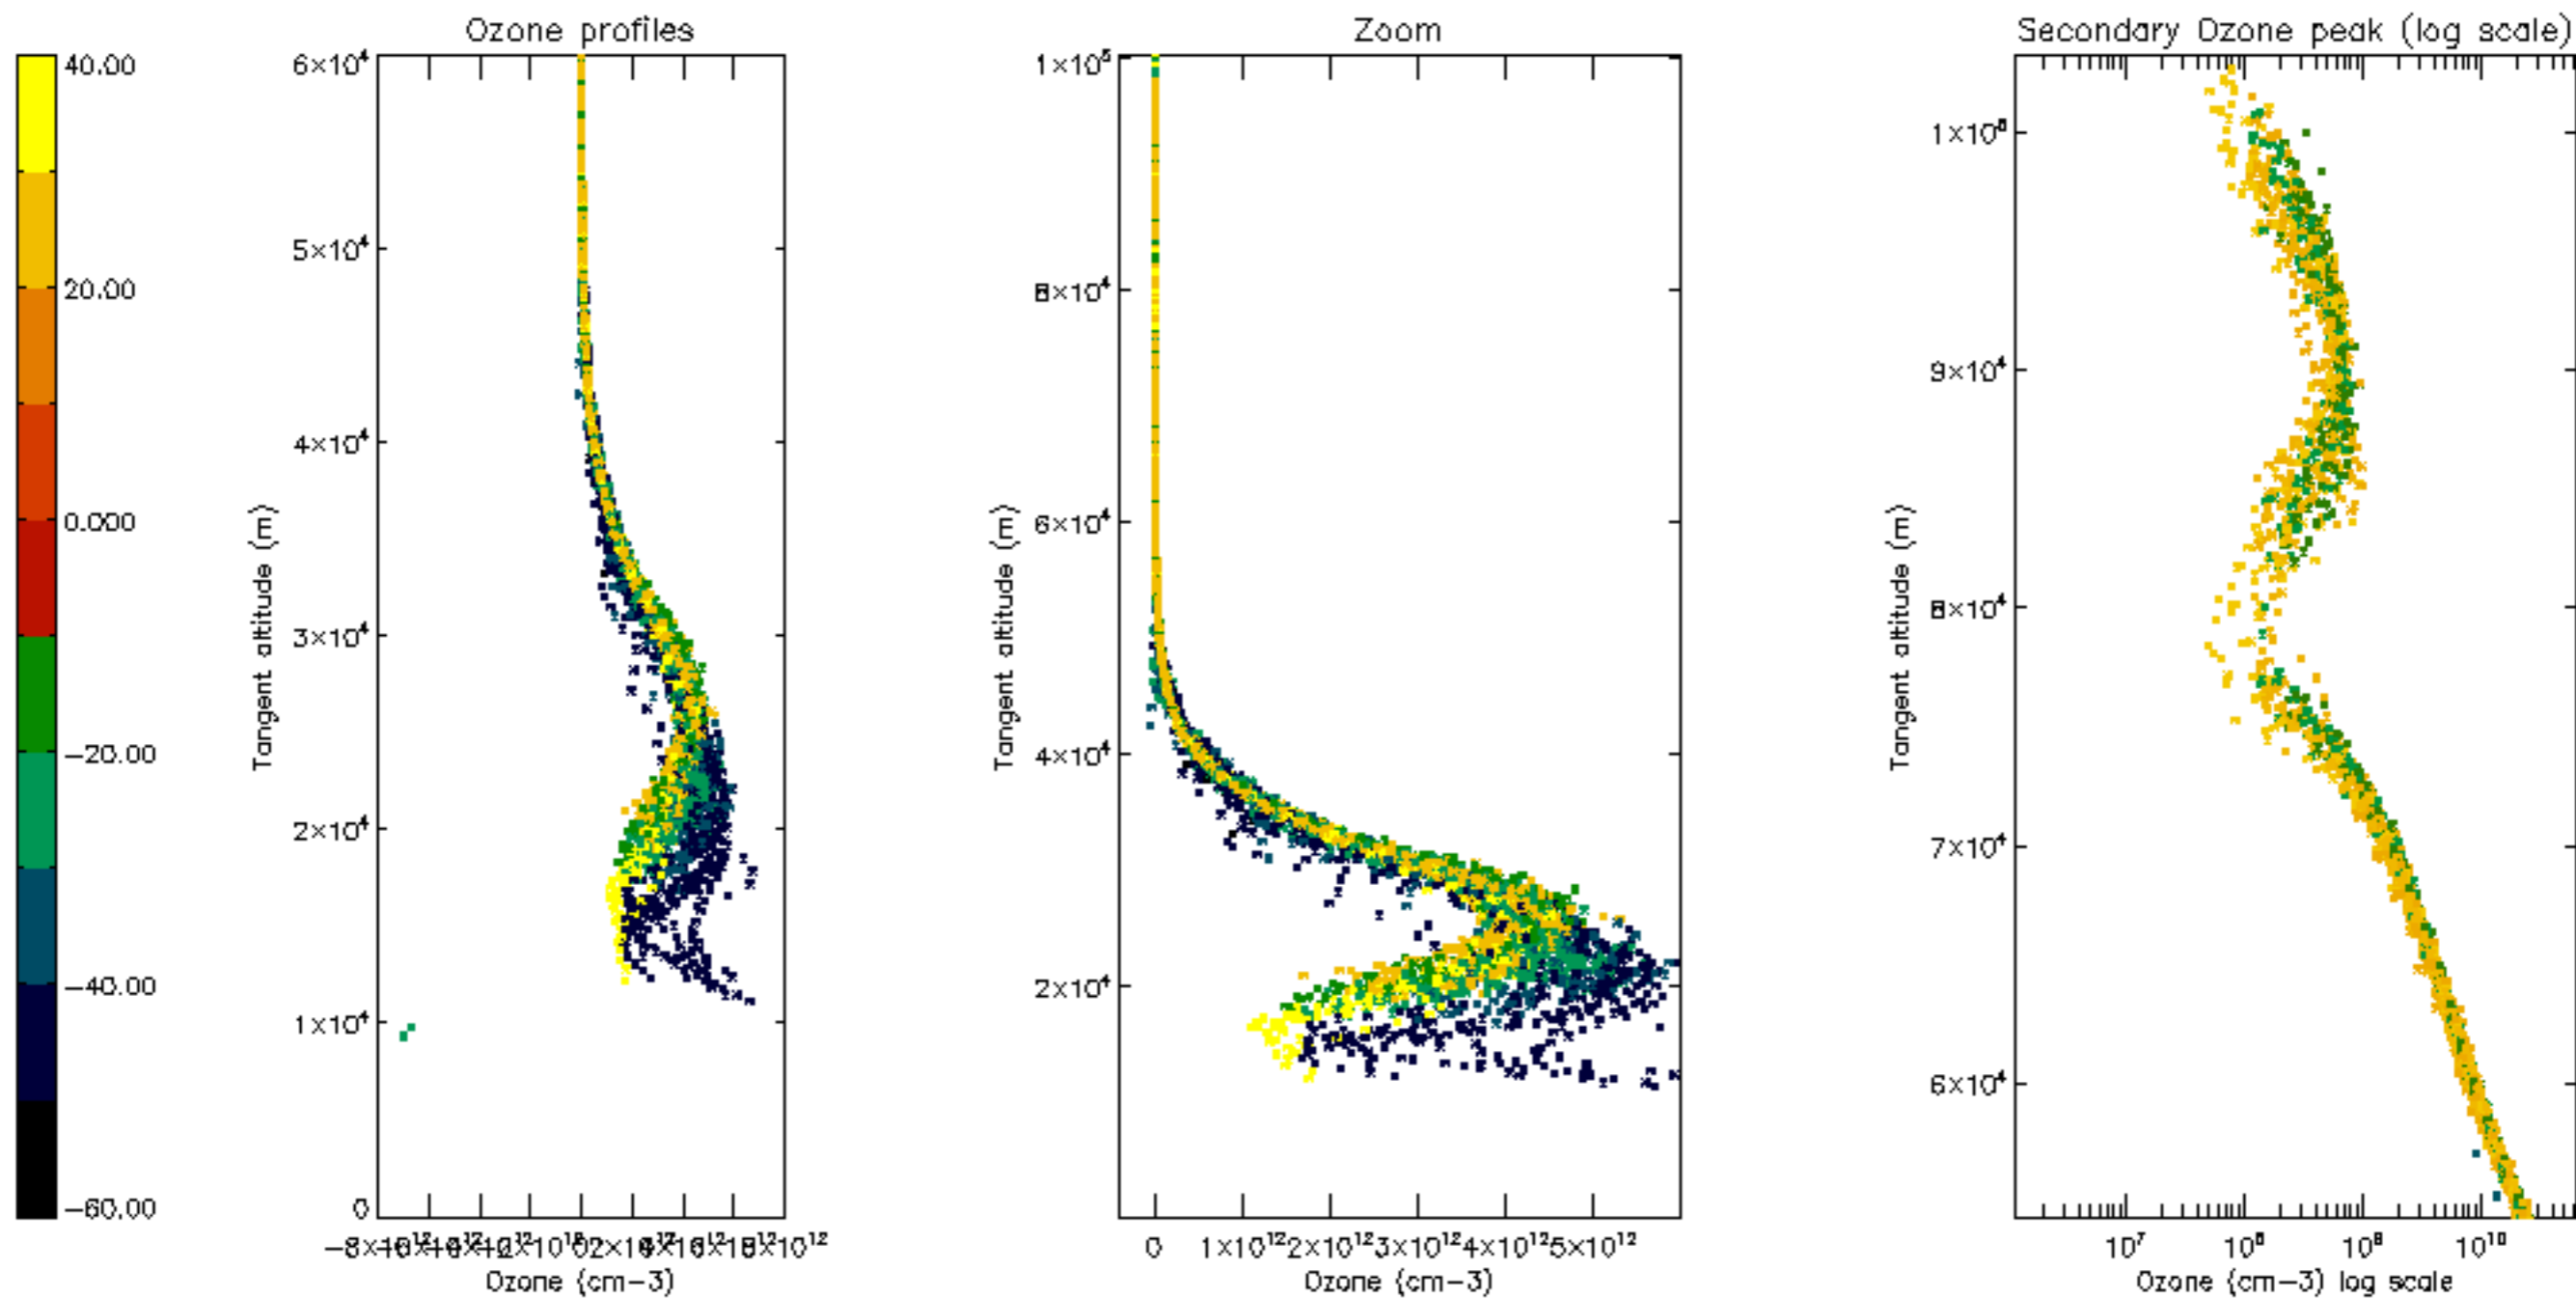 Ozone profiles
Zoom
Secondary Ozone peak (log scale)
40.00
20.00
0.000
−20.00
−40.00
−60.00
6×10⁴
5×10⁴
4×10⁴
3×10⁴
2×10⁴
1×10⁴
0
Tangent altitude (m)
Ozone (cm−3)
1×10⁵
8×10⁴
6×10⁴
4×10⁴
2×10⁴
Tangent altitude (m)
0 1×10¹² 2×10¹² 3×10¹² 4×10¹² 5×10¹²
Ozone (cm−3)
9×10⁴
8×10⁴
7×10⁴
6×10⁴
Tangent altitude (m)
10⁷ 10⁸ 10⁹ 10¹⁰
Ozone (cm−3) log scale